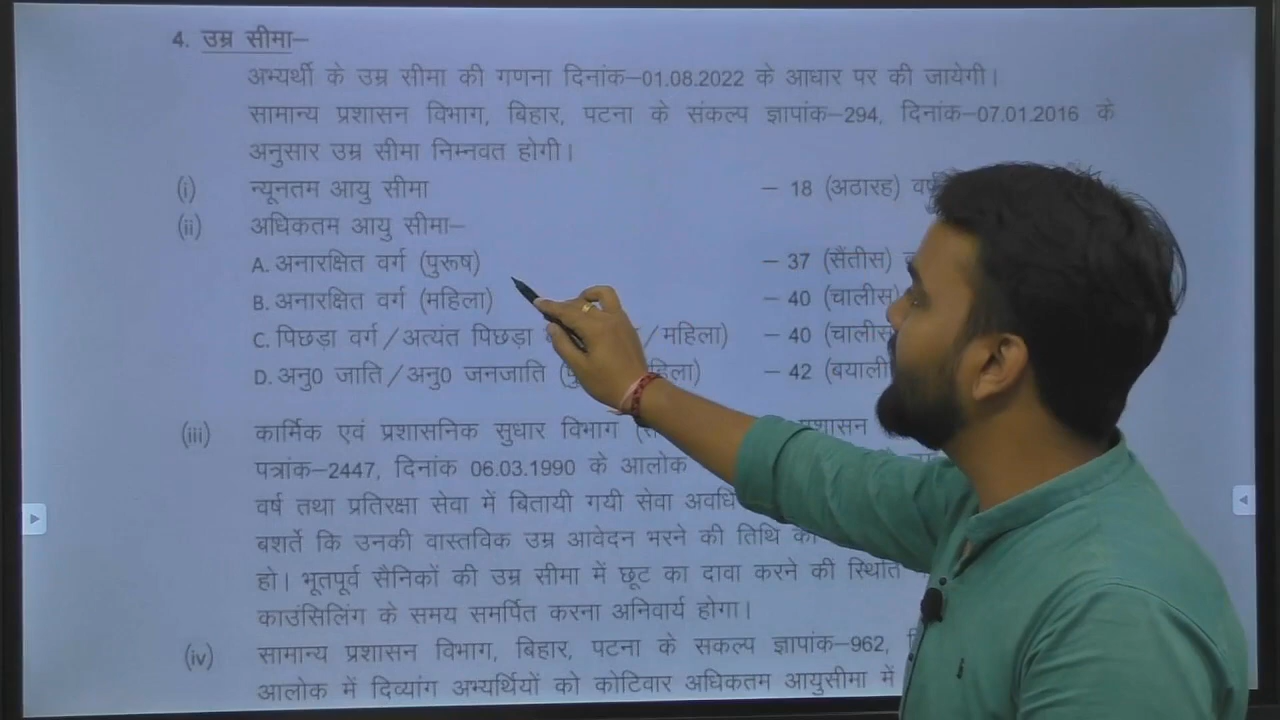 4. उम्र सीमा–
अभ्यर्थी के उम्र सीमा की गणना दिनांक–01.08.2022 के आधार पर की जायेगी।
सामान्य प्रशासन विभाग, बिहार, पटना के संकल्प ज्ञापांक–294, दिनांक–07.01.2016 के
अनुसार उम्र सीमा निम्नवत होगी।
(i) न्यूनतम आयु सीमा – 18 (अठारह) वर्ष
(ii) अधिकतम आयु सीमा–
A. अनारक्षित वर्ग (पुरूष) – 37 (सैंतीस)
B. अनारक्षित वर्ग (महिला) – 40 (चालीस)
C. पिछड़ा वर्ग/अत्यंत पिछड़ा /महिला) – 40 (चालीस
D. अनु0 जाति/अनु0 जनजाति – 42
(iii) कार्मिक एवं प्रशासनिक सुधार विभाग
पत्रांक–2447, दिनांक 06.03.1990 के आलोक
वर्ष तथा प्रतिरक्षा सेवा में बितायी गयी सेवा अवधि
बशर्ते कि उनकी वास्तविक उम्र आवेदन भरने की तिथि को
हो। भूतपूर्व सैनिकों की उम्र सीमा में छूट का दावा करने की स्थिति
काउंसिलिंग के समय समर्पित करना अनिवार्य होगा।
(iv) सामान्य प्रशासन विभाग, बिहार, पटना के सकल्प ज्ञापांक–962,
आलोक में दिव्यांग अभ्यर्थियों को कोटिवार अधिकतम आयुसीमा में